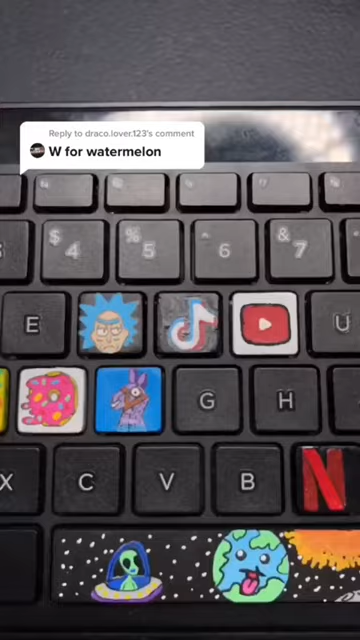 Reply to draco.lover.123's comment
W for watermelon
$ 4
% 5
^ 6
& 7
E
U
G
H
X
C
V
B
N